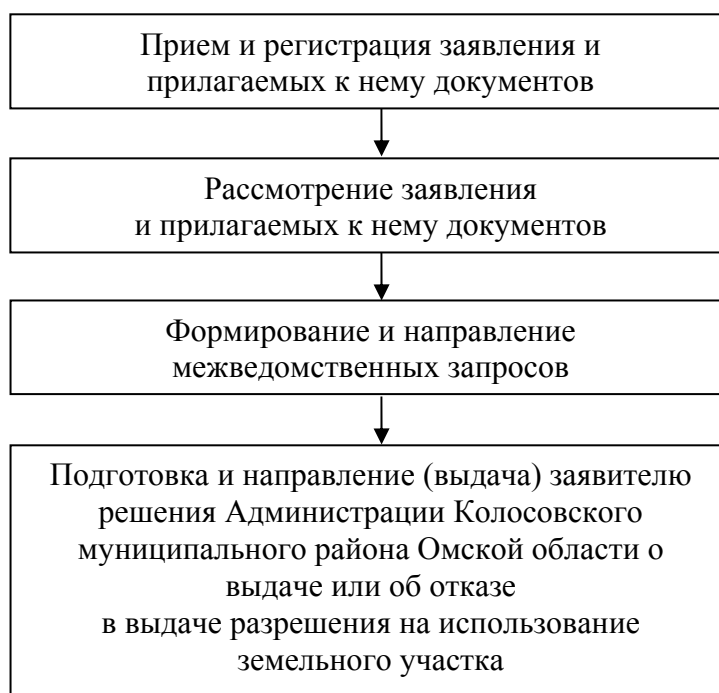 Прием и регистрация заявления и
прилагаемых к нему документов
Рассмотрение заявления
и прилагаемых к нему документов
Формирование и направление
межведомственных запросов
Подготовка и направление (выдача) заявителю
решения Администрации Колосовского
муниципального района Омской области о
выдаче или об отказе
в выдаче разрешения на использование
земельного участка